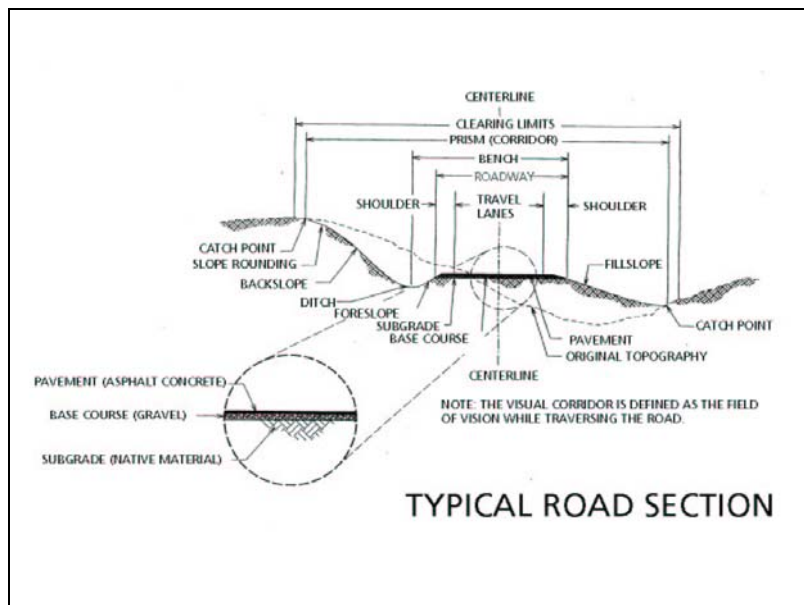 CENTERLINE
CLEARING LIMITS
PRISM (CORRIDOR)
BENCH
ROADWAY
SHOULDER
TRAVEL
LANES
SHOULDER
CATCH POINT
SLOPE ROUNDING
BACKSLOPE
DITCH
FORESLOPE
SUBGRADE
BASE COURSE
FILLSLOPE
CATCH POINT
PAVEMENT
ORIGINAL TOPOGRAPHY
CENTERLINE
PAVEMENT (ASPHALT CONCRETE)
BASE COURSE (GRAVEL)
SUBGRADE (NATIVE MATERIAL)
NOTE: THE VISUAL CORRIDOR IS DEFINED AS THE FIELD
OF VISION WHILE TRAVERSING THE ROAD.
TYPICAL ROAD SECTION